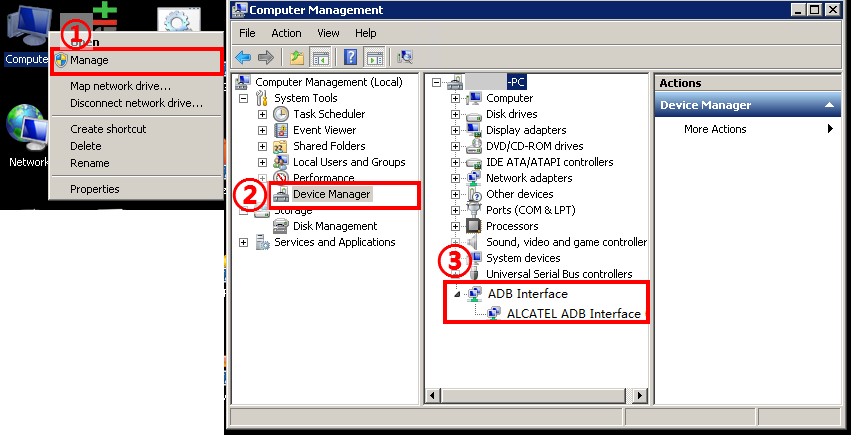 ①
Compute
Open
Manage
Map network drive...
Disconnect network drive...
Create shortcut
Delete
Rename
Properties
Network
Computer Management
File Action View Help
Computer Management (Local)
System Tools
Task Scheduler
Event Viewer
Shared Folders
Local Users and Groups
Performance
② Device Manager
Storage
Disk Management
Services and Applications
-PC
Computer
Disk drives
Display adapters
DVD/CD-ROM drives
IDE ATA/ATAPI controllers
Network adapters
Other devices
Ports (COM & LPT)
Processors
Sound, video and game controller
System devices
③ Universal Serial Bus controllers
ADB Interface
ALCATEL ADB Interface
Actions
Device Manager
More Actions